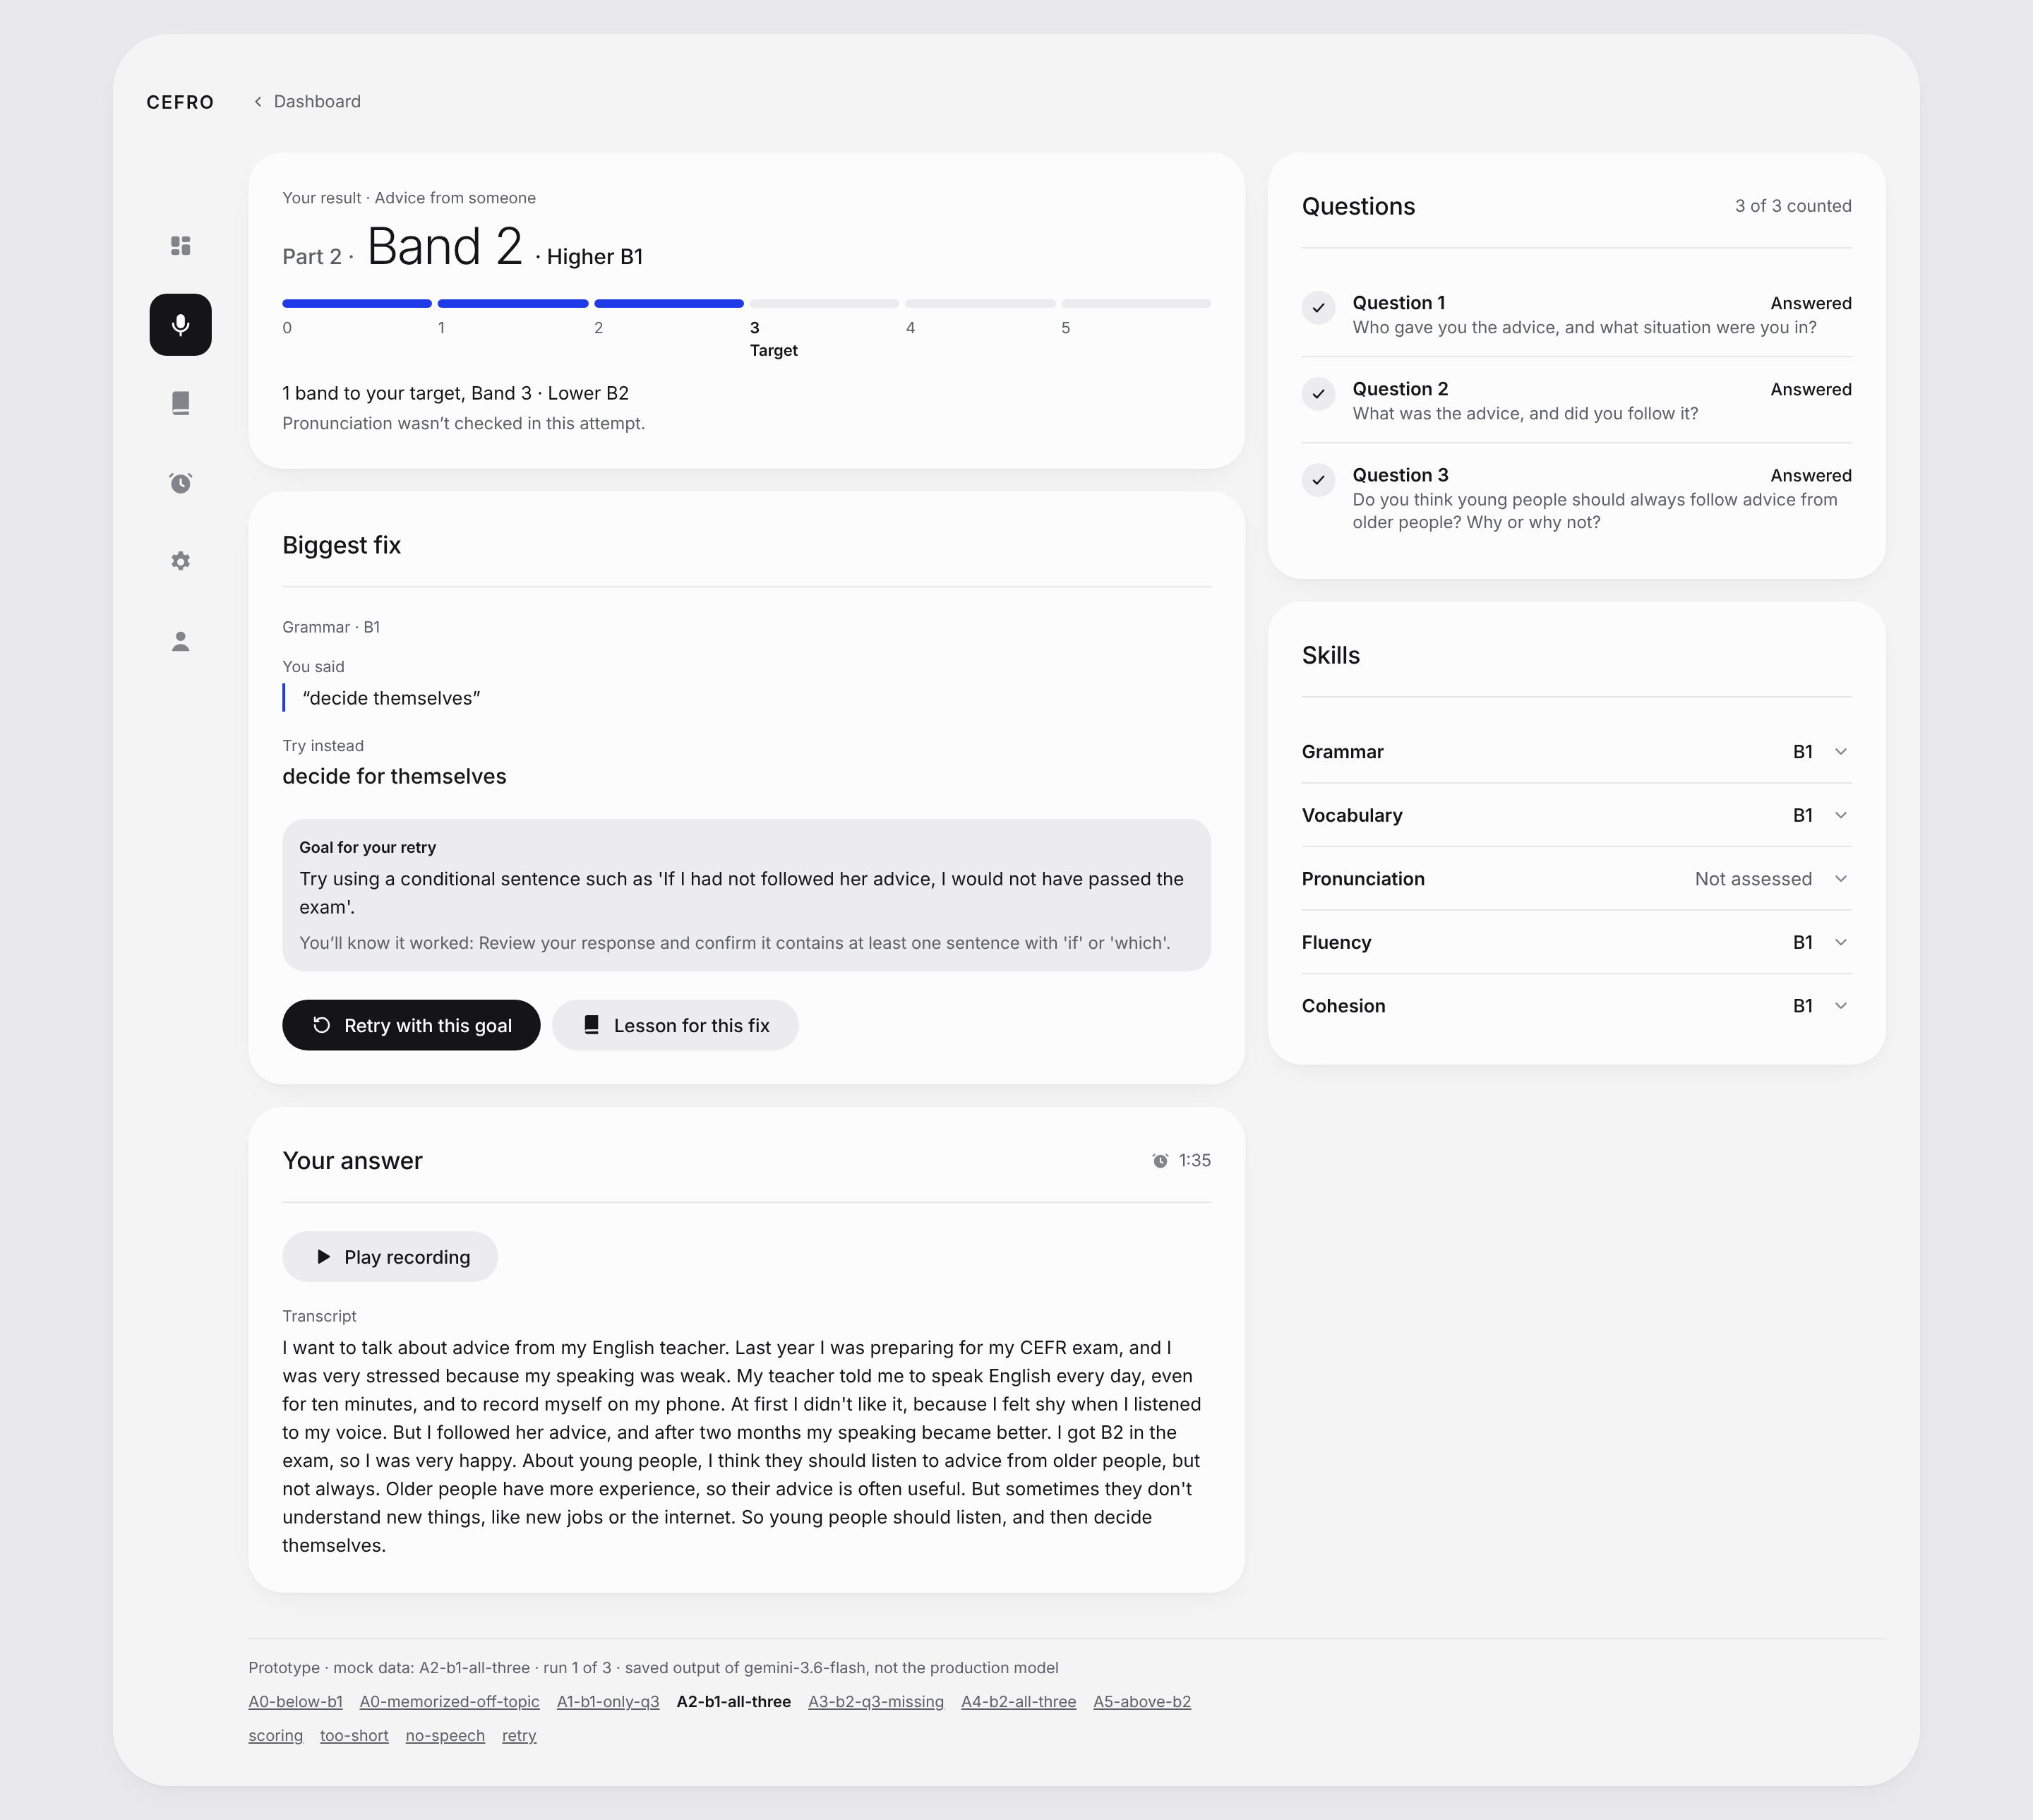 CEFRO
Dashboard
Your result · Advice from someone
Part 2 · Band 2 · Higher B1
0 1 2 3 4 5
Target
1 band to your target, Band 3 · Lower B2
Pronunciation wasn’t checked in this attempt.
Biggest fix
Grammar · B1
You said
“decide themselves”
Try instead
decide for themselves
Goal for your retry
Try using a conditional sentence such as 'If I had not followed her advice, I would not have passed the
exam'.
You’ll know it worked: Review your response and confirm it contains at least one sentence with 'if' or 'which'.
Retry with this goal
Lesson for this fix
Your answer
1:35
Play recording
Transcript
I want to talk about advice from my English teacher. Last year I was preparing for my CEFR exam, and I
was very stressed because my speaking was weak. My teacher told me to speak English every day, even
for ten minutes, and to record myself on my phone. At first I didn't like it, because I felt shy when I listened
to my voice. But I followed her advice, and after two months my speaking became better. I got B2 in the
exam, so I was very happy. About young people, I think they should listen to advice from older people, but
not always. Older people have more experience, so their advice is often useful. But sometimes they don't
understand new things, like new jobs or the internet. So young people should listen, and then decide
themselves.
Questions
3 of 3 counted
Question 1 Answered
Who gave you the advice, and what situation were you in?
Question 2 Answered
What was the advice, and did you follow it?
Question 3 Answered
Do you think young people should always follow advice from
older people? Why or why not?
Skills
Grammar B1
Vocabulary B1
Pronunciation Not assessed
Fluency B1
Cohesion B1
Prototype · mock data: A2-b1-all-three · run 1 of 3 · saved output of gemini-3.6-flash, not the production model
A0-below-b1 A0-memorized-off-topic A1-b1-only-q3 A2-b1-all-three A3-b2-q3-missing A4-b2-all-three A5-above-b2
scoring too-short no-speech retry